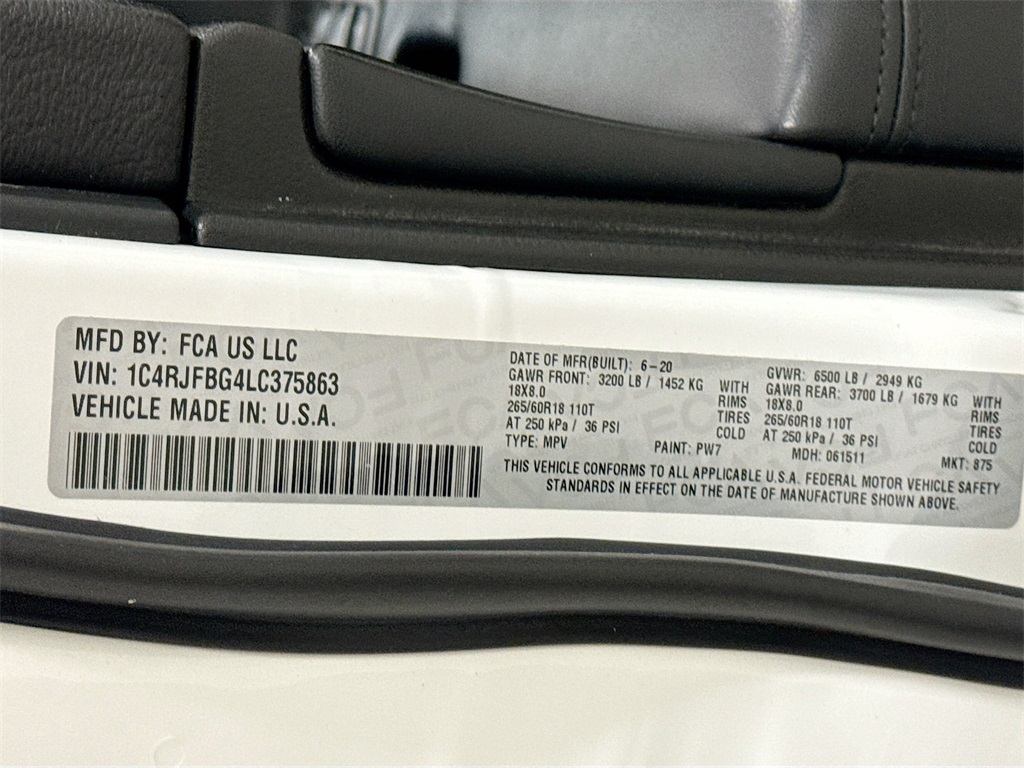 MFD BY: FCA US LLC
VIN: 1C4RJFBG4LC375863
VEHICLE MADE IN: U.S.A.
DATE OF MFR(BUILT): 6-20
GAWR FRONT: 3200 LB / 1452 KG WITH
18X8.0 RIMS
265/60R18 110T TIRES
AT 250 kPa / 36 PSI COLD
TYPE: MPV PAINT: PW7
GVWR: 6500 LB / 2949 KG
GAWR REAR: 3700 LB / 1679 KG WITH
18X8.0 RIMS
265/60R18 110T TIRES
AT 250 kPa / 36 PSI COLD
MDH: 061511 MKT: 875
THIS VEHICLE CONFORMS TO ALL APPLICABLE U.S.A. FEDERAL MOTOR VEHICLE SAFETY
STANDARDS IN EFFECT ON THE DATE OF MANUFACTURE SHOWN ABOVE.